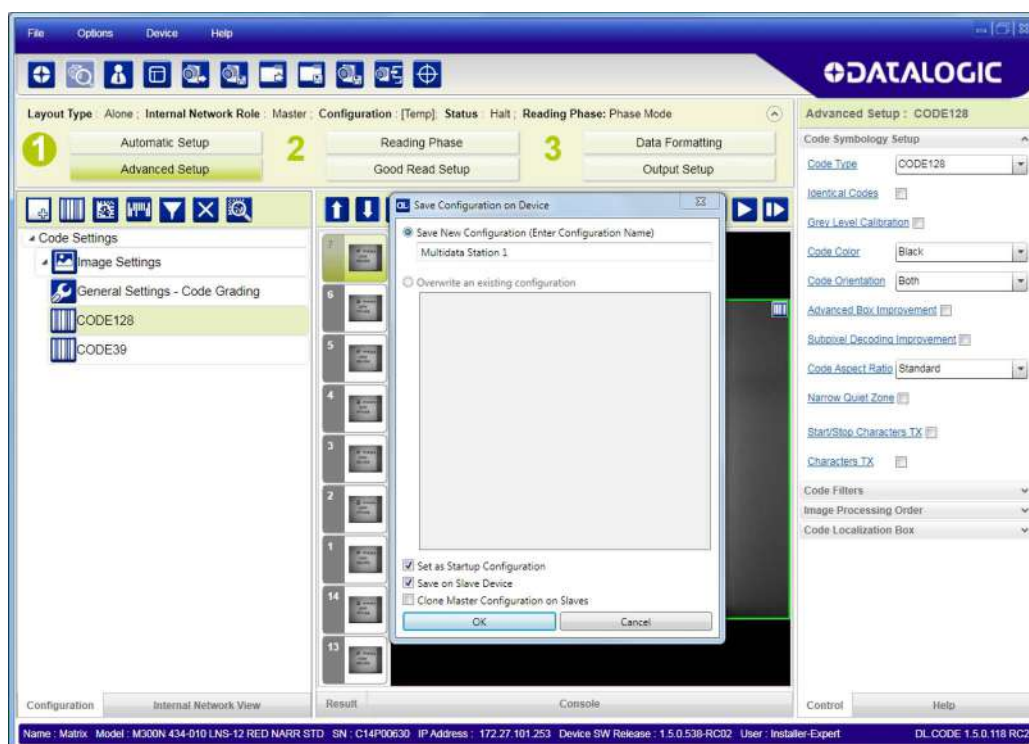 File Options Device Help
DATALOGIC
Layout Type : Alone ; Internal Network Role : Master ; Configuration : [Temp]; Status : Halt ; Reading Phase: Phase Mode
1
Automatic Setup
Advanced Setup
2
Reading Phase
Good Read Setup
3
Data Formatting
Output Setup
Code Settings
Image Settings
General Settings - Code Grading
CODE128
CODE39
Configuration Internal Network View
7
6
5
4
3
2
1
14
13
Result Console
DL Save Configuration on Device
Save New Configuration (Enter Configuration Name)
Multidata Station 1
Overwrite an existing configuration
Set as Startup Configuration
Save on Slave Device
Clone Master Configuration on Slaves
OK Cancel
Advanced Setup : CODE128
Code Symbology Setup
Code Type CODE128
Identical Codes
Grey Level Calibration
Code Color Black
Code Orientation Both
Advanced Box Improvement
Subpixel Decoding Improvement
Code Aspect Ratio Standard
Narrow Quiet Zone
Start/Stop Characters TX
Characters TX
Code Filters
Image Processing Order
Code Localization Box
Control Help
Name : Matrix Model : M300N 434-010 LNS-12 RED NARR STD SN : C14P00630 IP Address : 172.27.101.253 Device SW Release : 1.5.0.538-RC02 User : Installer-Expert DL.CODE 1.5.0.118 RC2